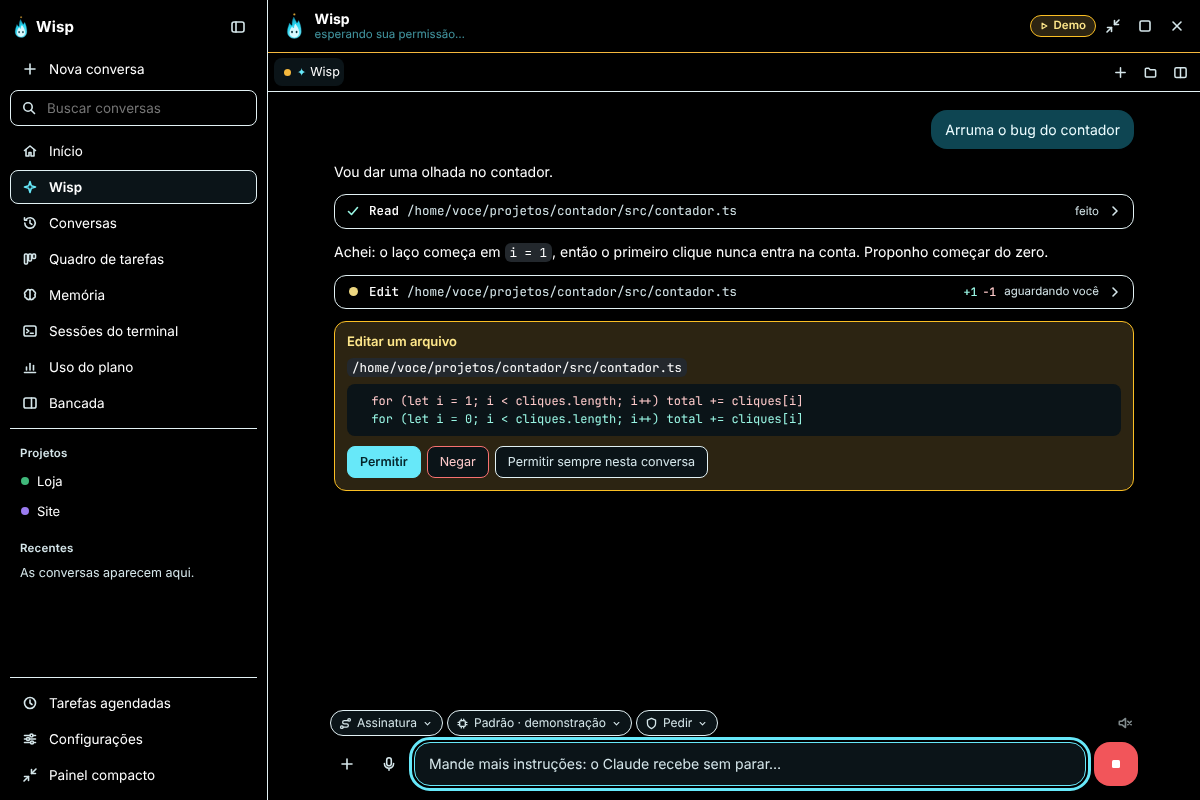 Wisp
Nova conversa
Buscar conversas
Início
Wisp
Conversas
Quadro de tarefas
Memória
Sessões do terminal
Uso do plano
Bancada
Projetos
Loja
Site
Recentes
As conversas aparecem aqui.
Tarefas agendadas
Configurações
Painel compacto
Wisp
esperando sua permissão...
Demo
Wisp
Arruma o bug do contador
Vou dar uma olhada no contador.
Read /home/voce/projetos/contador/src/contador.ts feito
Achei: o laço começa em i = 1, então o primeiro clique nunca entra na conta. Proponho começar do zero.
Edit /home/voce/projetos/contador/src/contador.ts +1 -1 aguardando você
Editar um arquivo
/home/voce/projetos/contador/src/contador.ts
for (let i = 1; i < cliques.length; i++) total += cliques[i]
for (let i = 0; i < cliques.length; i++) total += cliques[i]
Permitir Negar Permitir sempre nesta conversa
Assinatura Padrão · demonstração Pedir
Mande mais instruções: o Claude recebe sem parar...